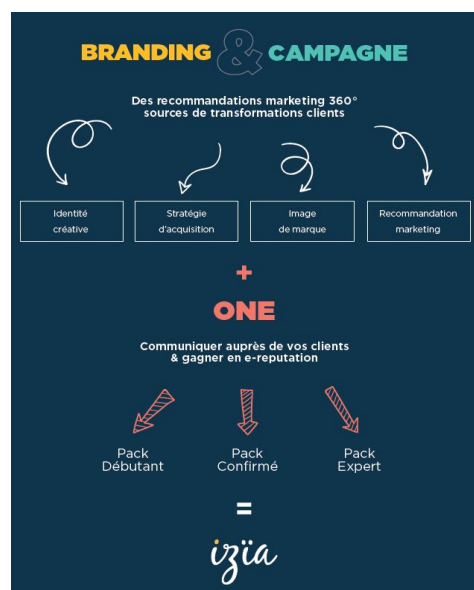 BRANDING & CAMPAGNE
Des recommandations marketing 360°
sources de transformations clients
Identité
créative
Stratégie
d'acquisition
Image
de marque
Recommandation
marketing
+
ONE
Communiquer auprès de vos clients
& gagner en e-reputation
Pack
Débutant
Pack
Confirmé
Pack
Expert
=
izïa